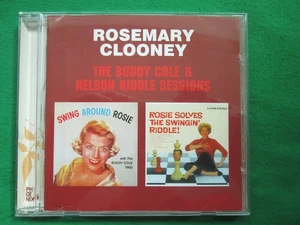 ROSEMARY
CLOONEY
THE BUDDY COLE &
NELSON RIDDLE SESSIONS
SWING AROUND ROSIE
with the
BUDDY COLE
TRIO
ROSIE SOLVES
THE SWINGIN'
RIDDLE!